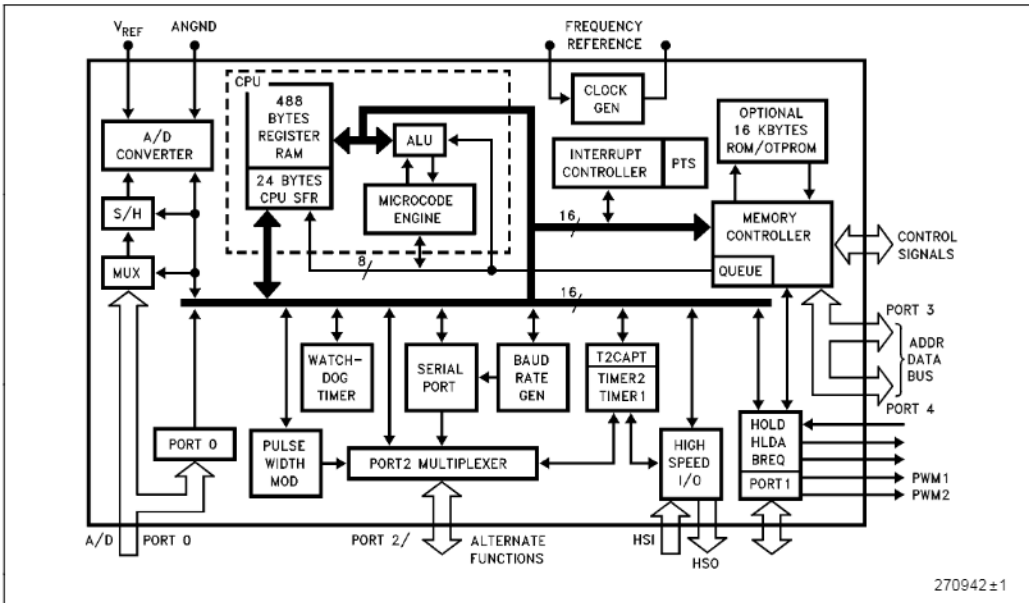 V_REF
ANGND
FREQUENCY
REFERENCE
CPU
488
BYTES
REGISTER
RAM
24 BYTES
CPU SFR
ALU
MICROCODE
ENGINE
CLOCK
GEN
OPTIONAL
16 KBYTES
ROM/OTPROM
A/D
CONVERTER
S/H
MUX
INTERRUPT
CONTROLLER
PTS
MEMORY
CONTROLLER
QUEUE
CONTROL
SIGNALS
16
8
16
PORT 3
ADDR
DATA
BUS
PORT 4
WATCH-
DOG
TIMER
SERIAL
PORT
BAUD
RATE
GEN
T2CAPT
TIMER2
TIMER1
PORT 0
PULSE
WIDTH
MOD
PORT2 MULTIPLEXER
HIGH
SPEED
I/O
HOLD
HLDA
BREQ
PORT1
PWM1
PWM2
A/D
PORT 0
PORT 2/
ALTERNATE
FUNCTIONS
HSI
HSO
270942±1